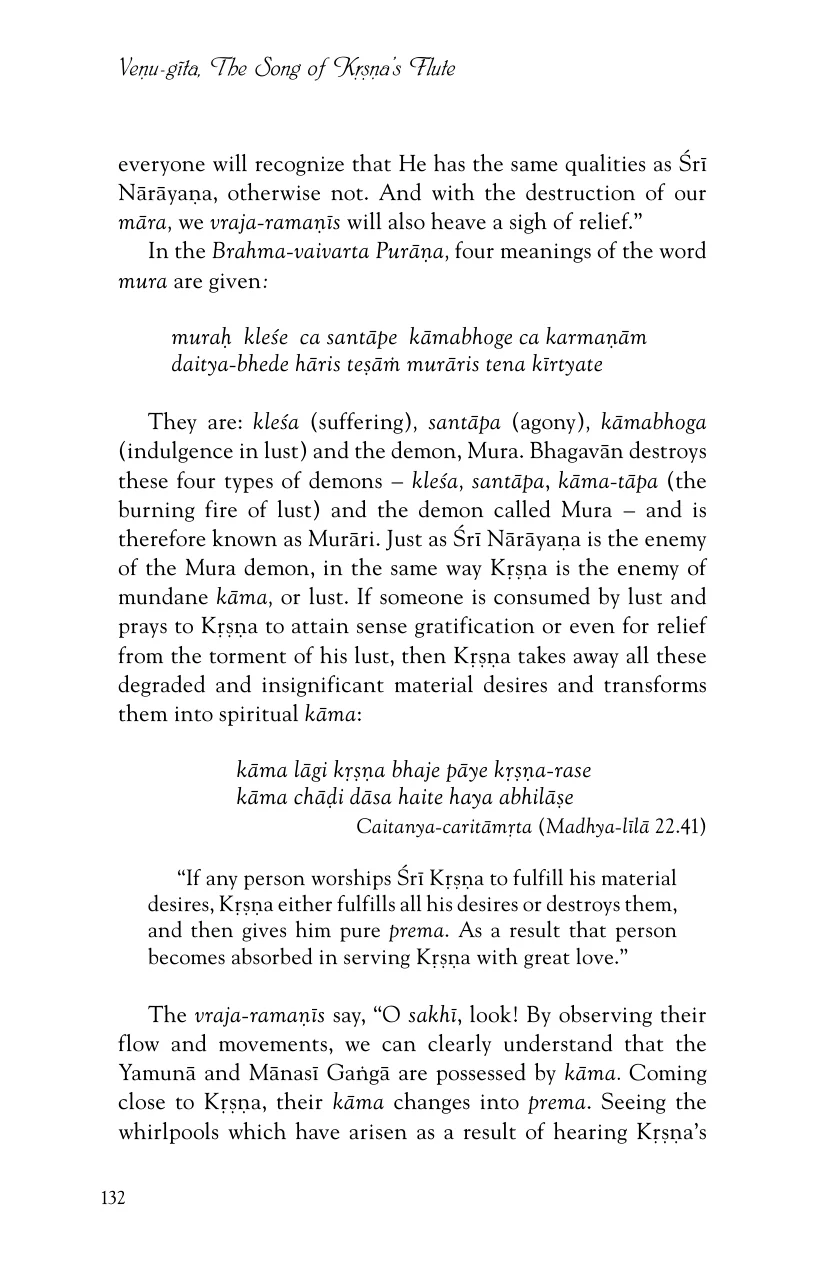 Veṇu-gīta, The Song of Kṛṣṇa’s Flute
everyone will recognize that He has the same qualities as Śrī
Nārāyaṇa, otherwise not. And with the destruction of our
māra, we vraja-ramaṇīs will also heave a sigh of relief.”
In the Brahma-vaivarta Purāṇa, four meanings of the word
mura are given:
muraḥ kleśe ca santāpe kāmabhoge ca karmaṇām
daitya-bhede hāris teṣāṁ murāris tena kīrtyate
They are: kleśa (suffering), santāpa (agony), kāmabhoga
(indulgence in lust) and the demon, Mura. Bhagavān destroys
these four types of demons – kleśa, santāpa, kāma-tāpa (the
burning fire of lust) and the demon called Mura – and is
therefore known as Murāri. Just as Śrī Nārāyaṇa is the enemy
of the Mura demon, in the same way Kṛṣṇa is the enemy of
mundane kāma, or lust. If someone is consumed by lust and
prays to Kṛṣṇa to attain sense gratification or even for relief
from the torment of his lust, then Kṛṣṇa takes away all these
degraded and insignificant material desires and transforms
them into spiritual kāma:
kāma lāgi kṛṣṇa bhaje pāye kṛṣṇa-rase
kāma chāḍi dāsa haite haya abhilāṣe
Caitanya-caritāmṛta (Madhya-līlā 22.41)
“If any person worships Śrī Kṛṣṇa to fulfill his material
desires, Kṛṣṇa either fulfills all his desires or destroys them,
and then gives him pure prema. As a result that person
becomes absorbed in serving Kṛṣṇa with great love.”
The vraja-ramaṇīs say, “O sakhī, look! By observing their
flow and movements, we can clearly understand that the
Yamunā and Mānasī Gaṅgā are possessed by kāma. Coming
close to Kṛṣṇa, their kāma changes into prema. Seeing the
whirlpools which have arisen as a result of hearing Kṛṣṇa’s
132